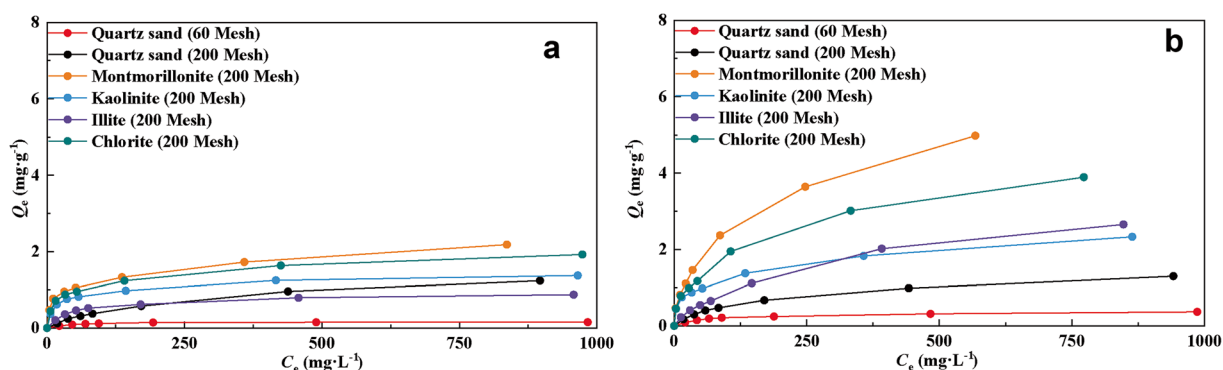 a
Quartz sand (60 Mesh)
Quartz sand (200 Mesh)
Montmorillonite (200 Mesh)
Kaolinite (200 Mesh)
Illite (200 Mesh)
Chlorite (200 Mesh)
8
6
4
2
0
Qe (mg·g⁻¹)
0 250 500 750 1000
Ce (mg·L⁻¹)
b
Quartz sand (60 Mesh)
Quartz sand (200 Mesh)
Montmorillonite (200 Mesh)
Kaolinite (200 Mesh)
Illite (200 Mesh)
Chlorite (200 Mesh)
8
6
4
2
0
Qe (mg·g⁻¹)
0 250 500 750 1000
Ce (mg·L⁻¹)